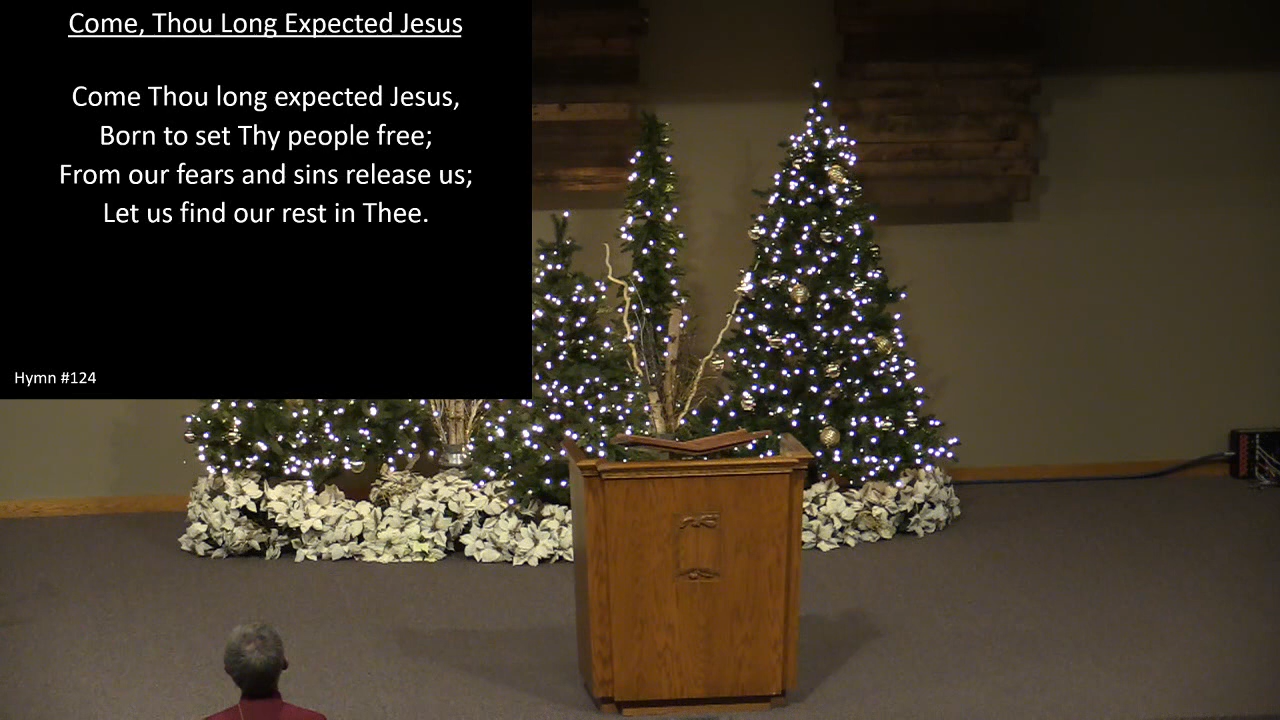 Come, Thou Long Expected Jesus
Come Thou long expected Jesus,
Born to set Thy people free;
From our fears and sins release us;
Let us find our rest in Thee.
Hymn #124